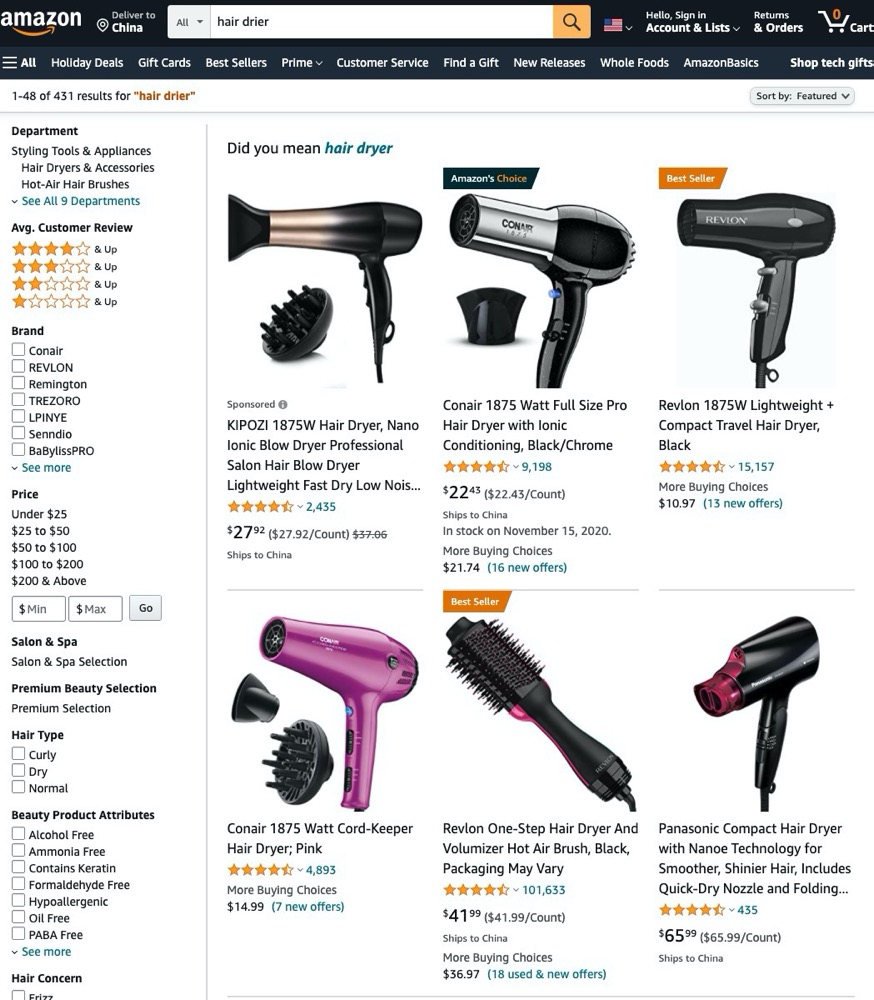 amazon
Deliver to
China
All
hair drier
Hello, Sign in
Account & Lists
Returns
& Orders
0
Cart
All
Holiday Deals
Gift Cards
Best Sellers
Prime
Customer Service
Find a Gift
New Releases
Whole Foods
AmazonBasics
Shop tech gifts
1-48 of 431 results for "hair drier"
Sort by: Featured
Department
Styling Tools & Appliances
Hair Dryers & Accessories
Hot-Air Hair Brushes
See All 9 Departments
Avg. Customer Review
& Up
& Up
& Up
& Up
Brand
Conair
REVLON
Remington
TREZORO
LPINYE
Senndio
BaBylissPRO
See more
Price
Under $25
$25 to $50
$50 to $100
$100 to $200
$200 & Above
$ Min
$ Max
Go
Salon & Spa
Salon & Spa Selection
Premium Beauty Selection
Premium Selection
Hair Type
Curly
Dry
Normal
Beauty Product Attributes
Alcohol Free
Ammonia Free
Contains Keratin
Formaldehyde Free
Hypoallergenic
Oil Free
PABA Free
See more
Hair Concern
Frizz
Did you mean hair dryer
Sponsored
KIPOZI 1875W Hair Dryer, Nano
Ionic Blow Dryer Professional
Salon Hair Blow Dryer
Lightweight Fast Dry Low Nois...
2,435
$27.92 ($27.92/Count) $37.06
Ships to China
Amazon's Choice
CONAIR
1875
Conair 1875 Watt Full Size Pro
Hair Dryer with Ionic
Conditioning, Black/Chrome
9,198
$22.43 ($22.43/Count)
Ships to China
In stock on November 15, 2020.
More Buying Choices
$21.74 (16 new offers)
Best Seller
REVLON
Revlon 1875W Lightweight +
Compact Travel Hair Dryer,
Black
15,157
More Buying Choices
$10.97 (13 new offers)
CONAIR
Conair 1875 Watt Cord-Keeper
Hair Dryer; Pink
4,893
More Buying Choices
$14.99 (7 new offers)
Best Seller
REVLON
Revlon One-Step Hair Dryer And
Volumizer Hot Air Brush, Black,
Packaging May Vary
101,633
$41.99 ($41.99/Count)
Ships to China
More Buying Choices
$36.97 (18 used & new offers)
Panasonic
Panasonic Compact Hair Dryer
with Nanoe Technology for
Smoother, Shinier Hair, Includes
Quick-Dry Nozzle and Folding...
435
$65.99 ($65.99/Count)
Ships to China